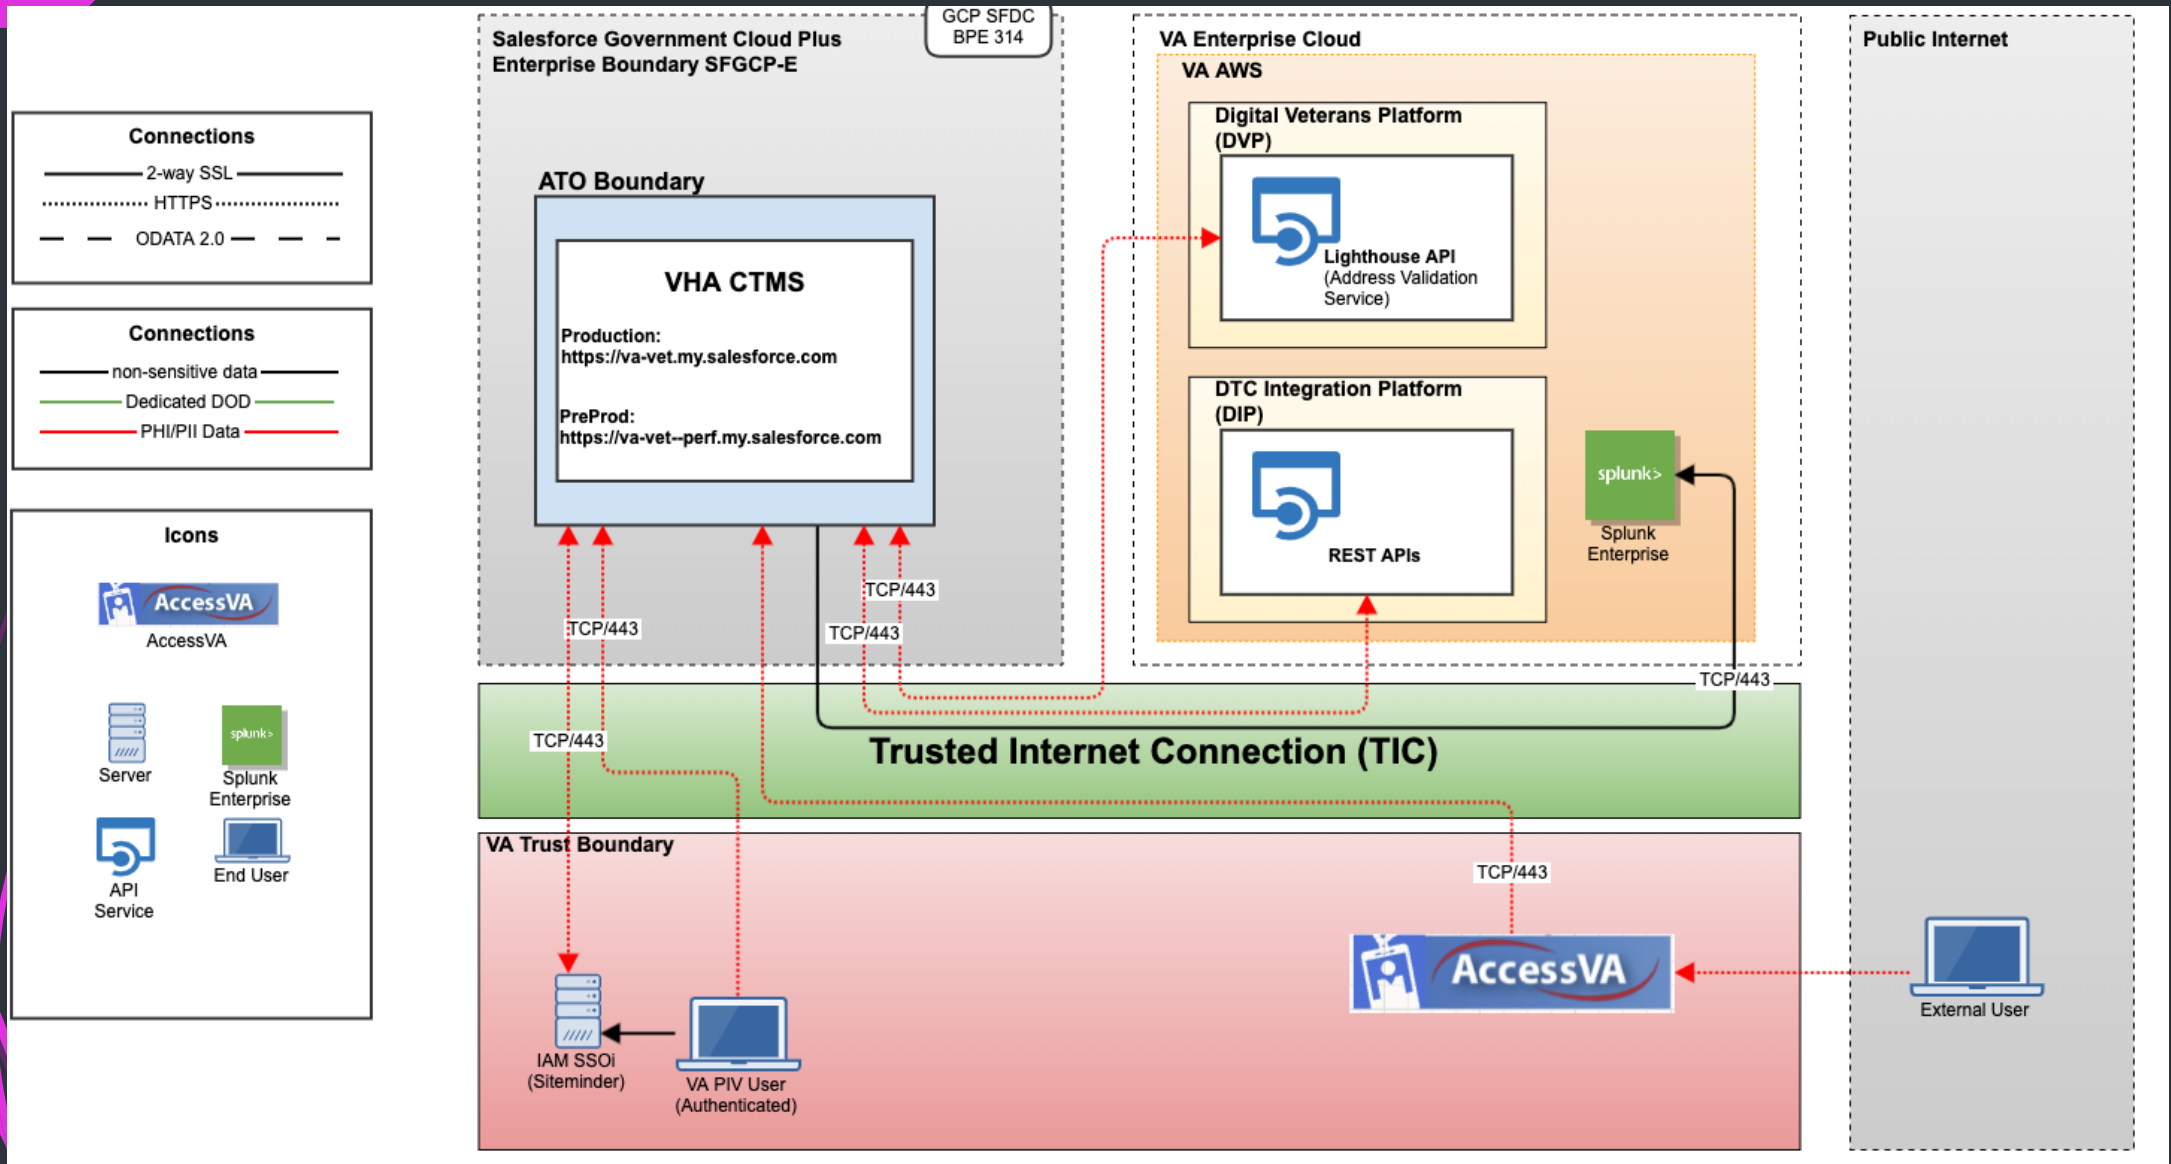 GCP SFDC
BPE 314
Salesforce Government Cloud Plus
Enterprise Boundary SFGCP-E
VA Enterprise Cloud
VA AWS
Public Internet
Connections
2-way SSL
HTTPS
ODATA 2.0
Connections
non-sensitive data
Dedicated DOD
PHI/PII Data
Icons
AccessVA
AccessVA
Server
splunk>
Splunk
Enterprise
API
Service
End User
ATO Boundary
VHA CTMS
Production:
https://va-vet.my.salesforce.com
PreProd:
https://va-vet--perf.my.salesforce.com
Digital Veterans Platform
(DVP)
Lighthouse API
(Address Validation
Service)
DTC Integration Platform
(DIP)
REST APIs
splunk>
Splunk
Enterprise
TCP/443
TCP/443
TCP/443
TCP/443
TCP/443
Trusted Internet Connection (TIC)
VA Trust Boundary
TCP/443
AccessVA
External User
IAM SSOi
(Siteminder)
VA PIV User
(Authenticated)